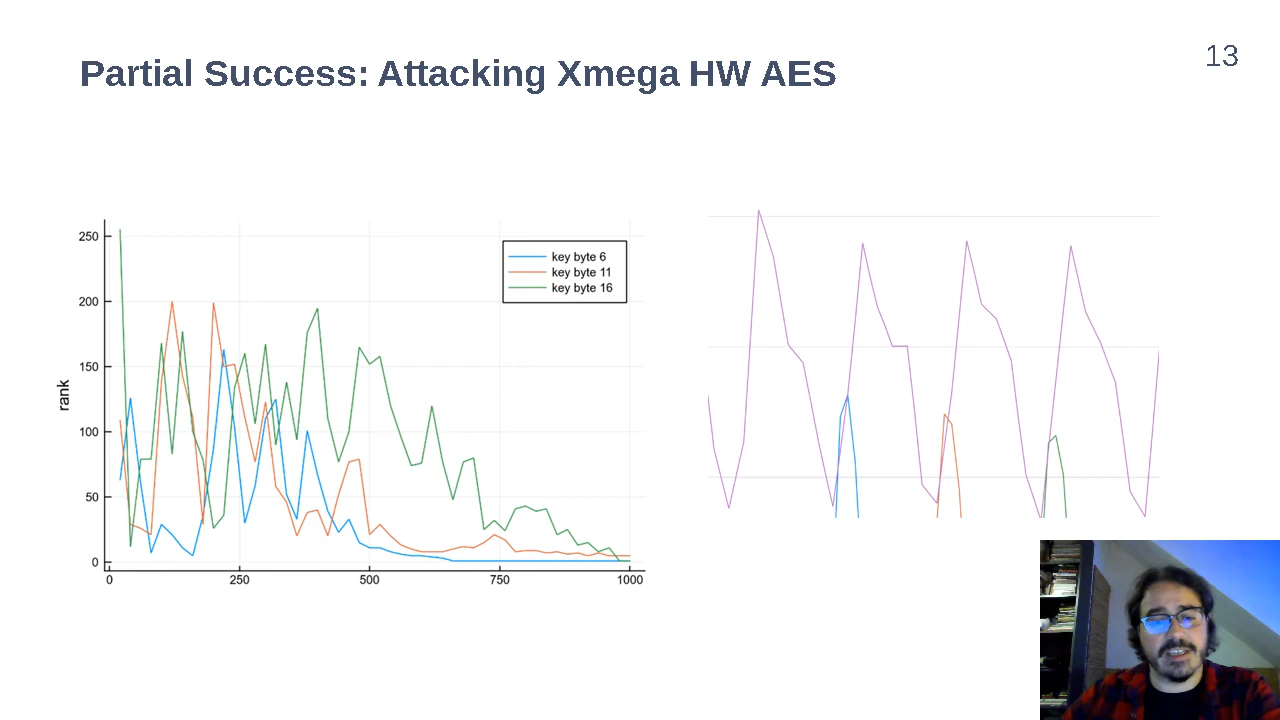 Partial Success: Attacking Xmega HW AES
13
250
200
150
100
50
0
rank
key byte 6
key byte 11
key byte 16
0 250 500 750 1000